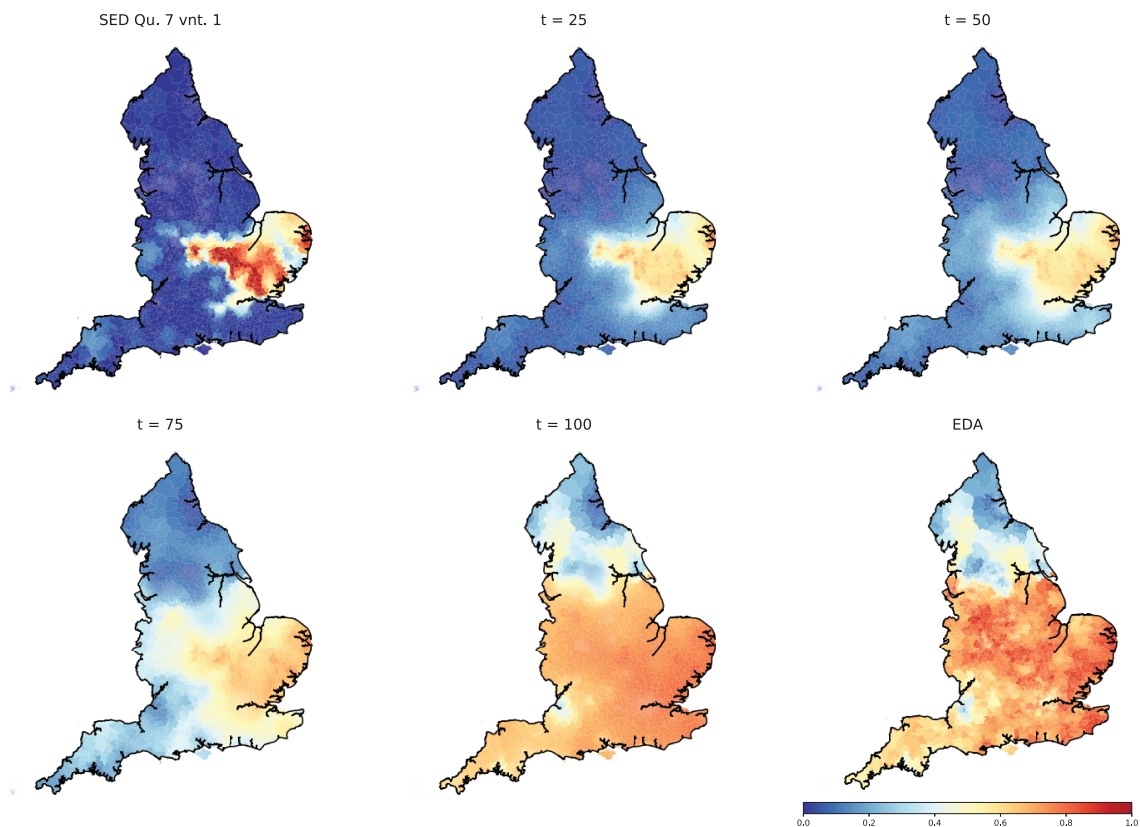 SED Qu. 7 vnt. 1
t = 25
t = 50
t = 75
t = 100
EDA
0.0 0.2 0.4 0.6 0.8 1.0